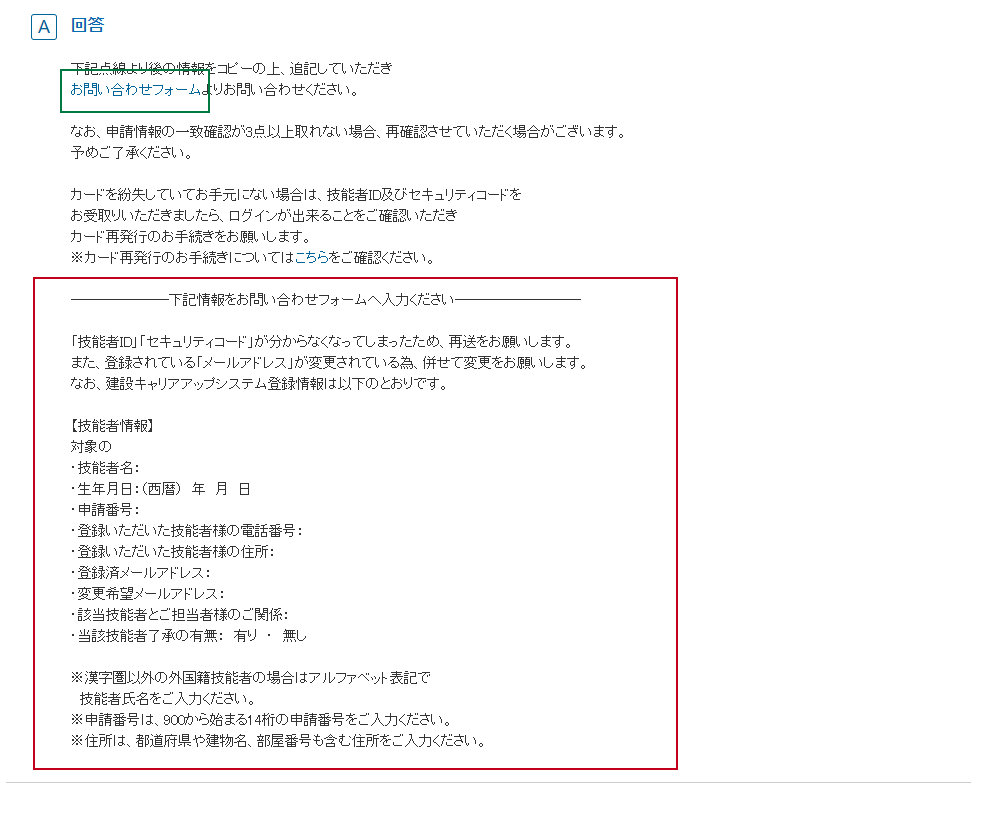 A 回答
下記点線より後の情報をコピーの上、追記していただき
お問い合わせフォームよりお問い合わせください。
なお、申請情報の一致確認が3点以上取れない場合、再確認させていただく場合がございます。
予めご了承ください。
カードを紛失していてお手元にない場合は、技能者ID及びセキュリティコードを
お受取りいただきましたら、ログインが出来ることをご確認いただき
カード再発行のお手続きをお願いします。
※カード再発行のお手続きについてはこちらをご確認ください。
―――――――下記情報をお問い合わせフォームへ入力ください―――――――――
「技能者ID」「セキュリティコード」が分からなくなってしまったため、再送をお願いします。
また、登録されている「メールアドレス」が変更されている為、併せて変更をお願いします。
なお、建設キャリアアップシステム登録情報は以下のとおりです。
【技能者情報】
対象の
・技能者名：
・生年月日：（西暦）　年　月　日
・申請番号：
・登録いただいた技能者様の電話番号：
・登録いただいた技能者様の住所：
・登録済メールアドレス：
・変更希望メールアドレス：
・該当技能者とご担当者様のご関係：
・当該技能者了承の有無：　有り　・　無し
※漢字圏以外の外国籍技能者の場合はアルファベット表記で
技能者氏名をご入力ください。
※申請番号は、900から始まる14桁の申請番号をご入力ください。
※住所は、都道府県や建物名、部屋番号も含む住所をご入力ください。